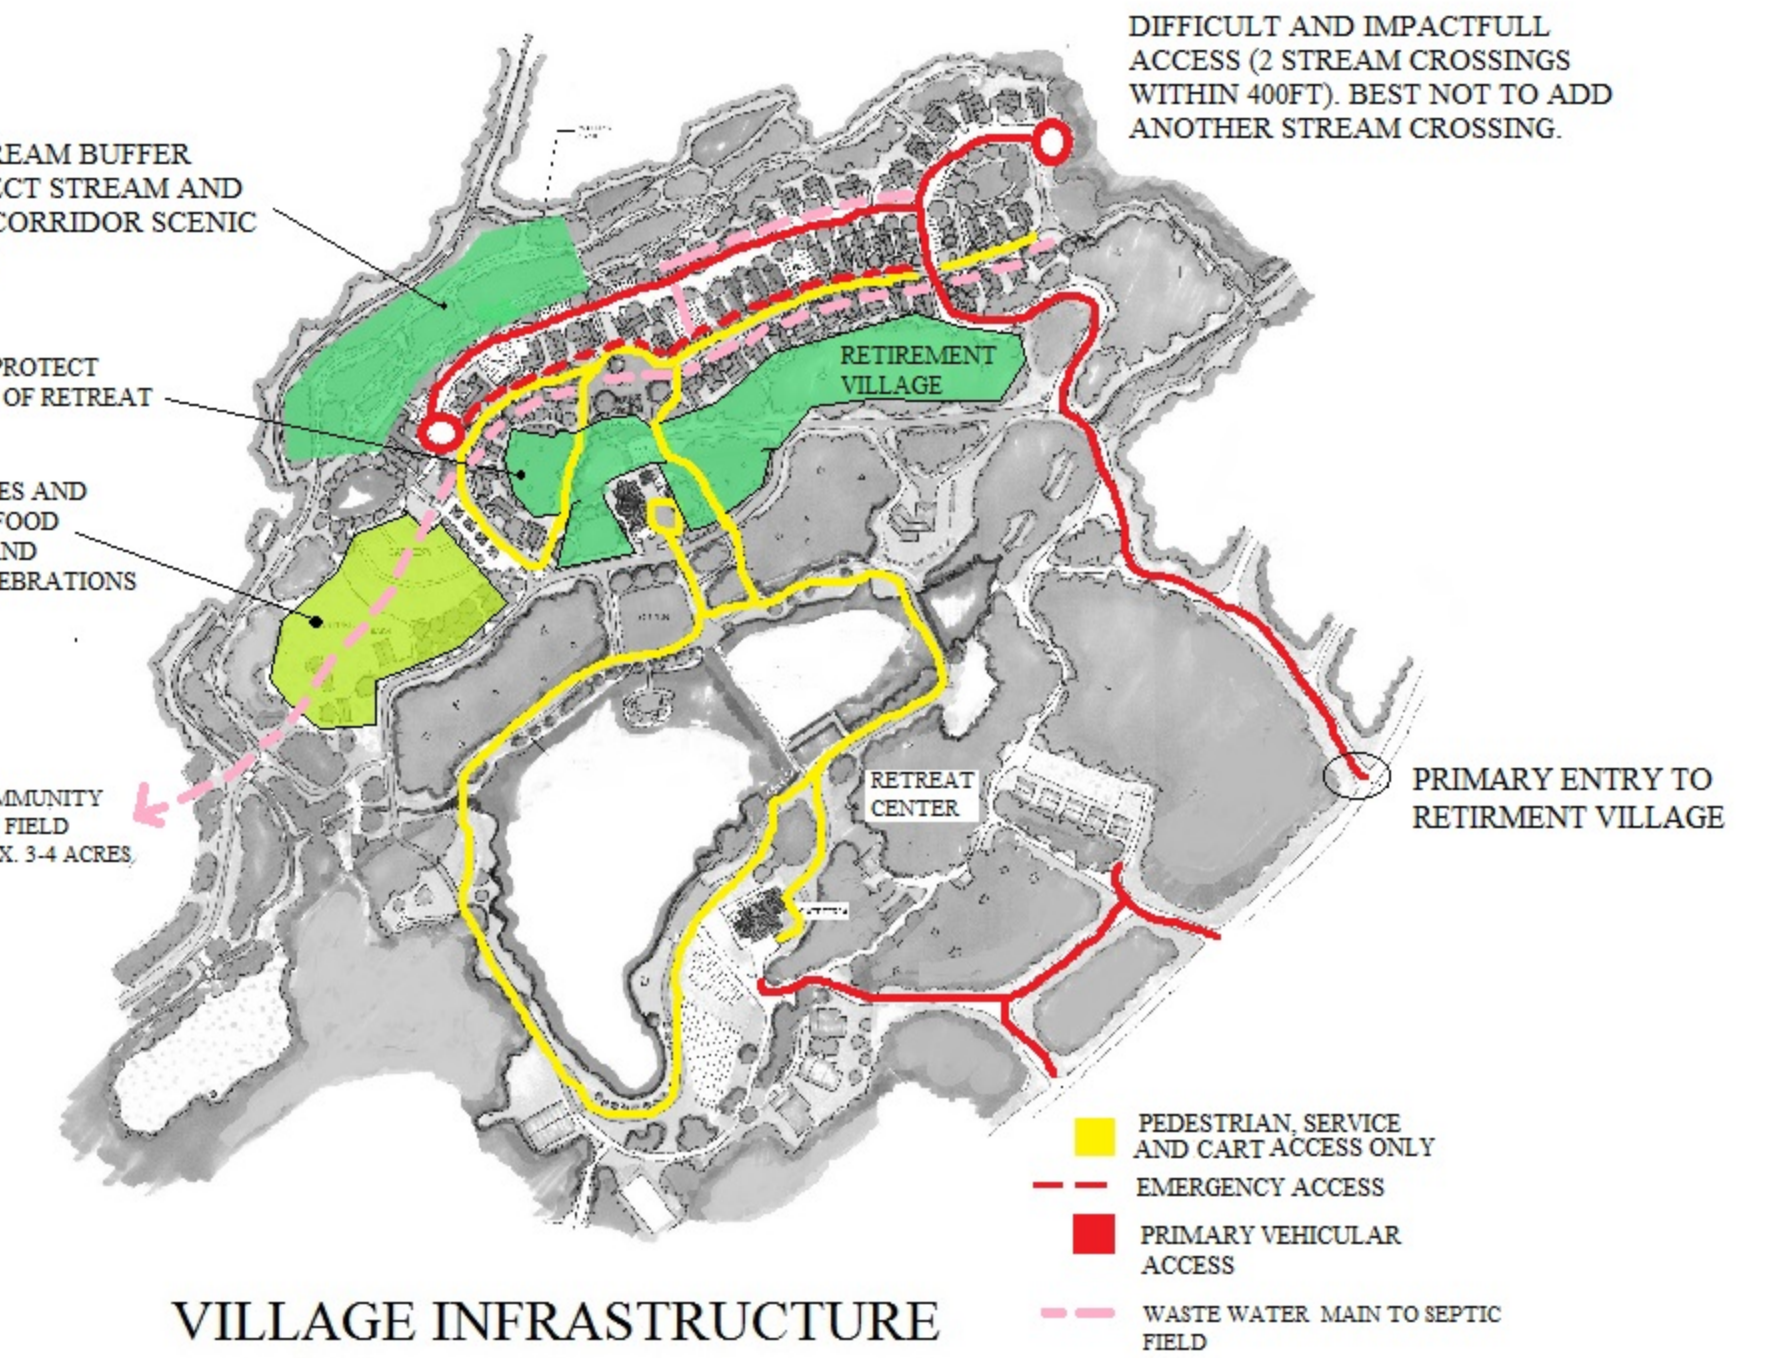 DIFFICULT AND IMPACTFULL
ACCESS (2 STREAM CROSSINGS
WITHIN 400FT). BEST NOT TO ADD
ANOTHER STREAM CROSSING.
REAM BUFFER
ECT STREAM AND
CORRIDOR SCENIC
PROTECT
OF RETREAT
RETIREMENT
VILLAGE
ES AND
FOOD
ND
EBRATIONS
MMUNITY
FIELD
X. 3-4 ACRES,
RETREAT
CENTER
PRIMARY ENTRY TO
RETIRMENT VILLAGE
PEDESTRIAN, SERVICE
AND CART ACCESS ONLY
EMERGENCY ACCESS
PRIMARY VEHICULAR
ACCESS
WASTE WATER MAIN TO SEPTIC
FIELD
VILLAGE INFRASTRUCTURE